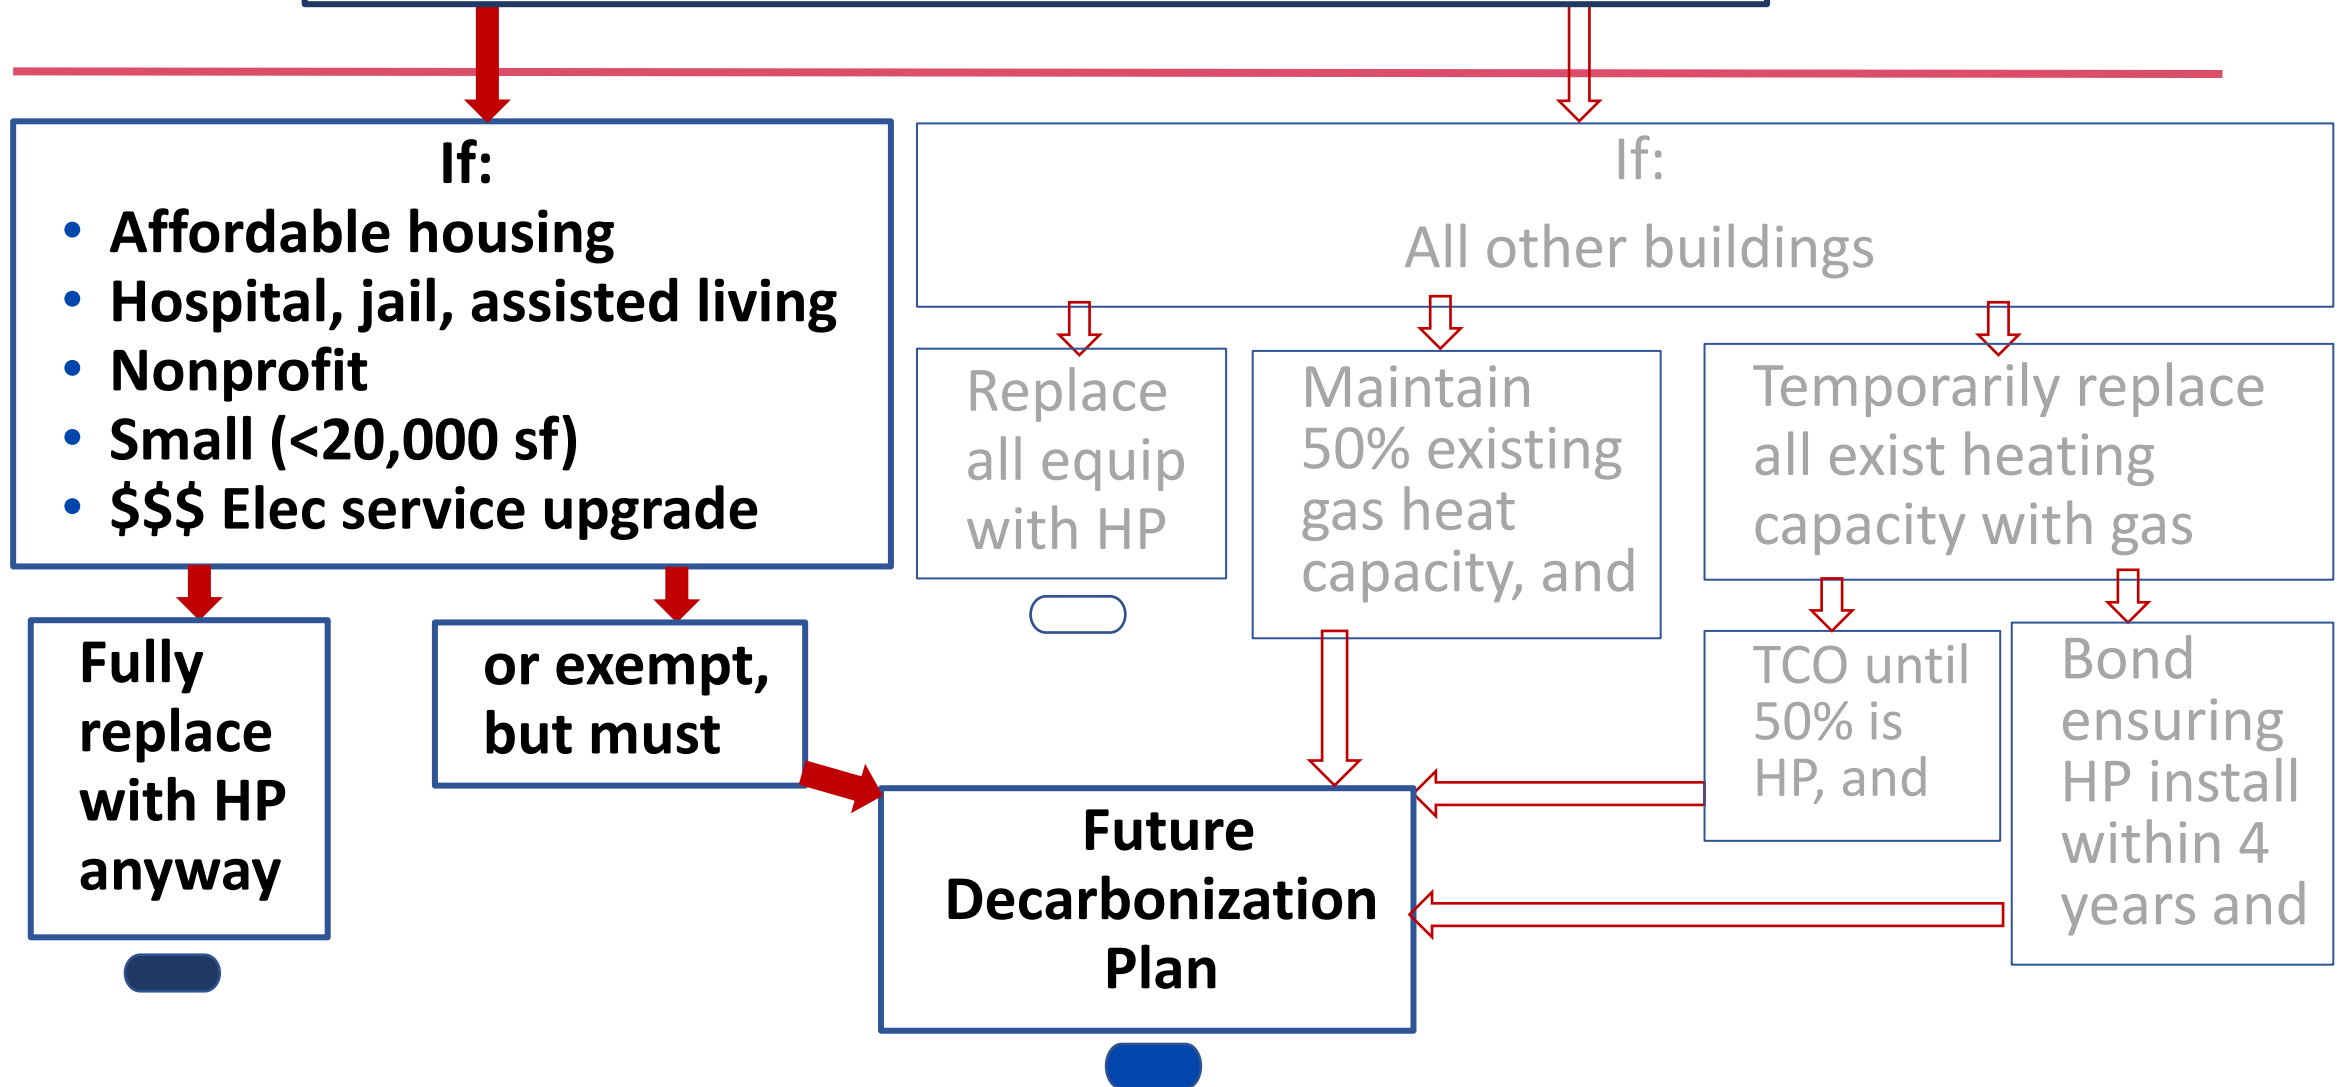 If:
• Affordable housing
• Hospital, jail, assisted living
• Nonprofit
• Small (<20,000 sf)
• $$$ Elec service upgrade
Fully
replace
with HP
anyway
or exempt,
but must
If:
All other buildings
Replace
all equip
with HP
Maintain
50% existing
gas heat
capacity, and
Temporarily replace
all exist heating
capacity with gas
TCO until
50% is
HP, and
Bond
ensuring
HP install
within 4
years and
Future
Decarbonization
Plan